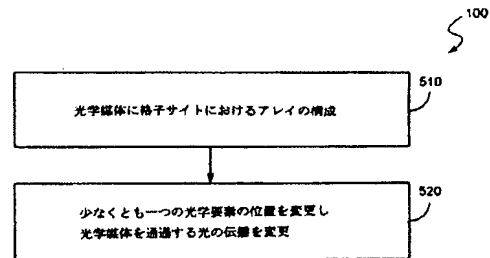 100
510
光学媒体に格子サイトにおけるアレイの構成
520
少なくとも一つの光学要素の位置を変更し
光学媒体を通過する光の伝播を変更